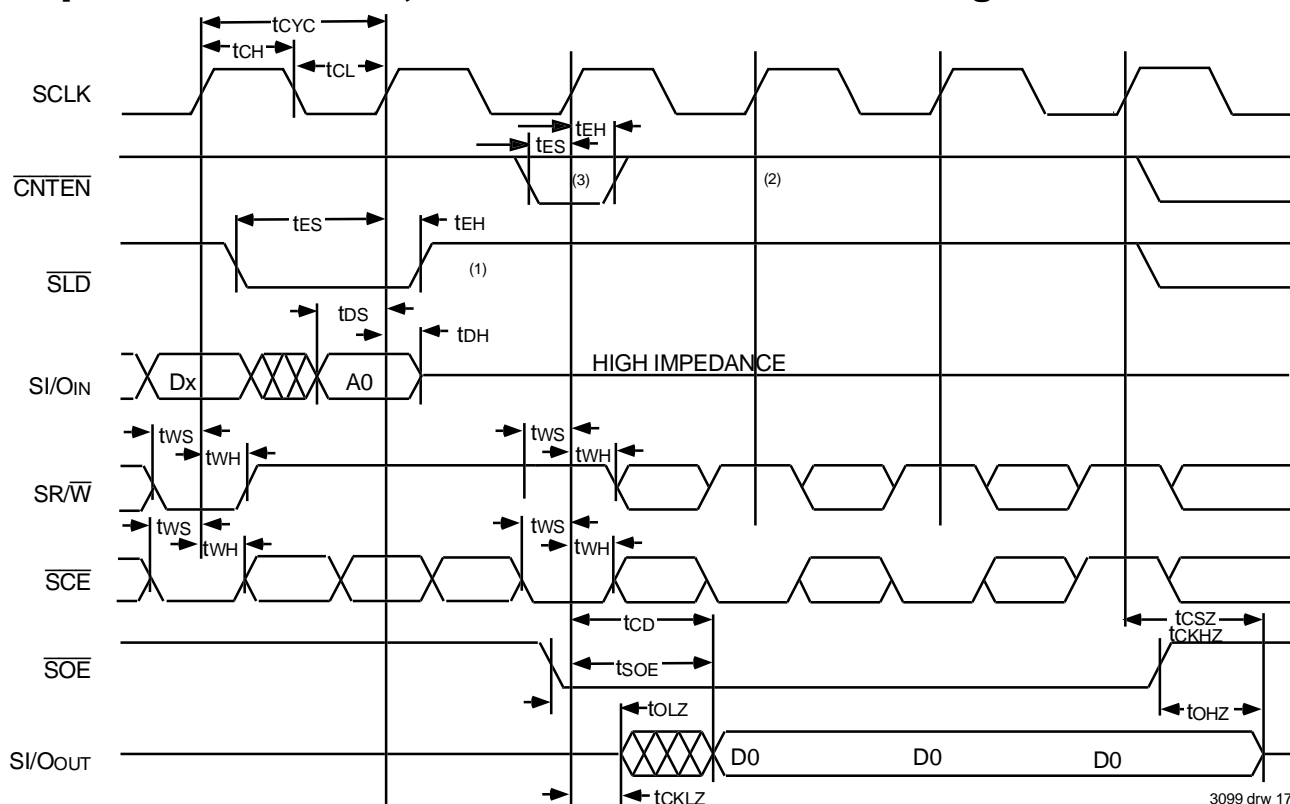 tCYC
tCH
tCL
SCLK
tEH
tES
CNTEN
(3)
(2)
tES
tEH
SLD
(1)
tDS
tDH
HIGH IMPEDANCE
SI/OIN
Dx
A0
tWS
tWS
tWH
tWH
SR/W
tWS
tWS
tWH
tWH
SCE
tCD
tCSZ
tCKHZ
SOE
tSOE
tOLZ
tOHZ
SI/OOUT
D0
D0
D0
tCKLZ
3099 drw 17